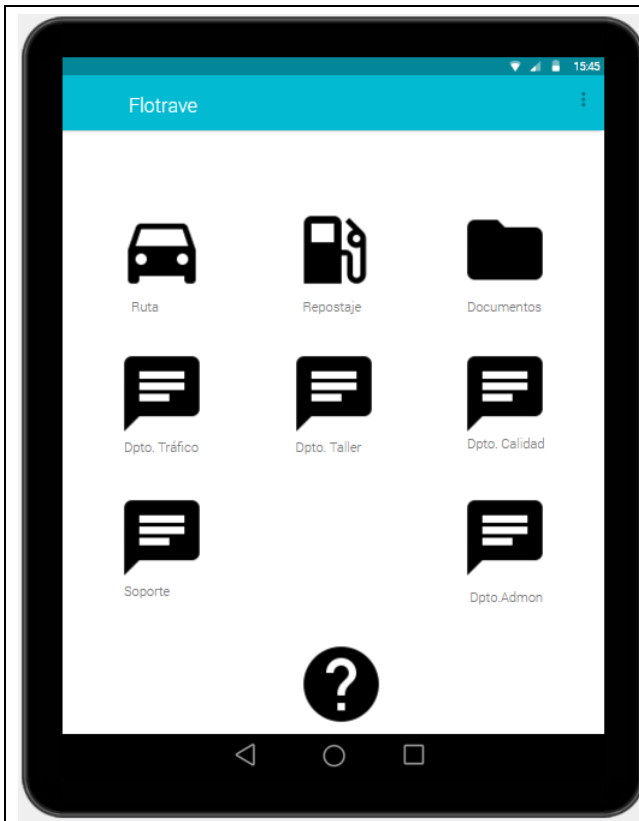 15:45
Flotrave
Ruta
Repostaje
Documentos
Dpto. Tráfico
Dpto. Taller
Dpto. Calidad
Soporte
Dpto.Admon
?